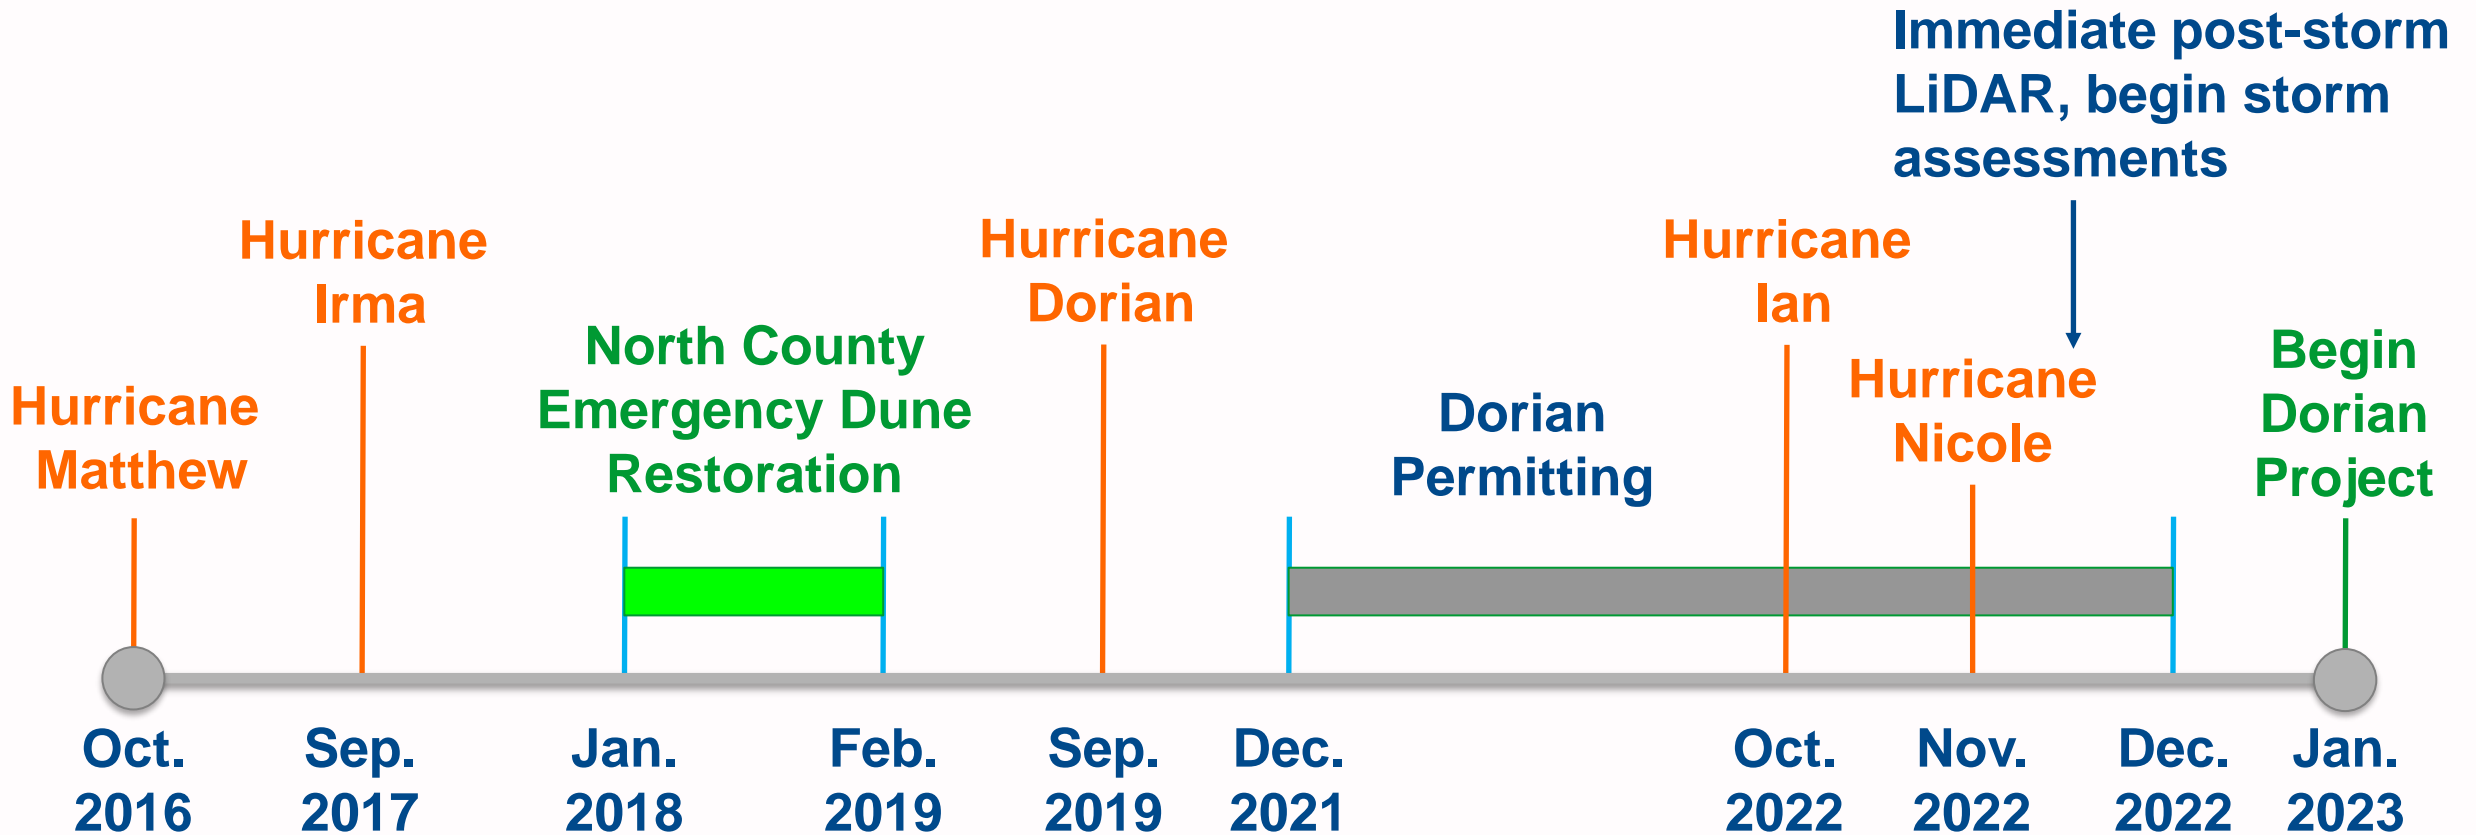 Immediate post-storm
LiDAR, begin storm
assessments
Hurricane
Matthew
Hurricane
Irma
North County
Emergency Dune
Restoration
Hurricane
Dorian
Dorian
Permitting
Hurricane
Ian
Hurricane
Nicole
Begin
Dorian
Project
Oct.
2016
Sep.
2017
Jan.
2018
Feb.
2019
Sep.
2019
Dec.
2021
Oct.
2022
Nov.
2022
Dec.
2022
Jan.
2023